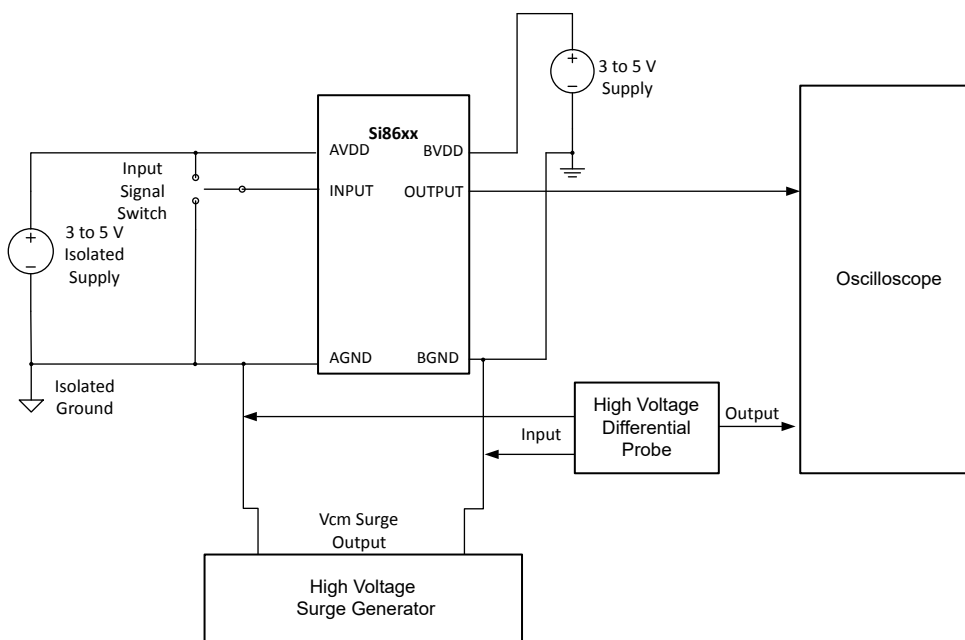 3 to 5 V
Supply
Si86xx
AVDD
BVDD
Input
Signal
Switch
INPUT
OUTPUT
3 to 5 V
Isolated
Supply
Oscilloscope
AGND
BGND
Isolated
Ground
High Voltage
Differential
Probe
Input
Output
Vcm Surge
Output
High Voltage
Surge Generator
+
−
+
−